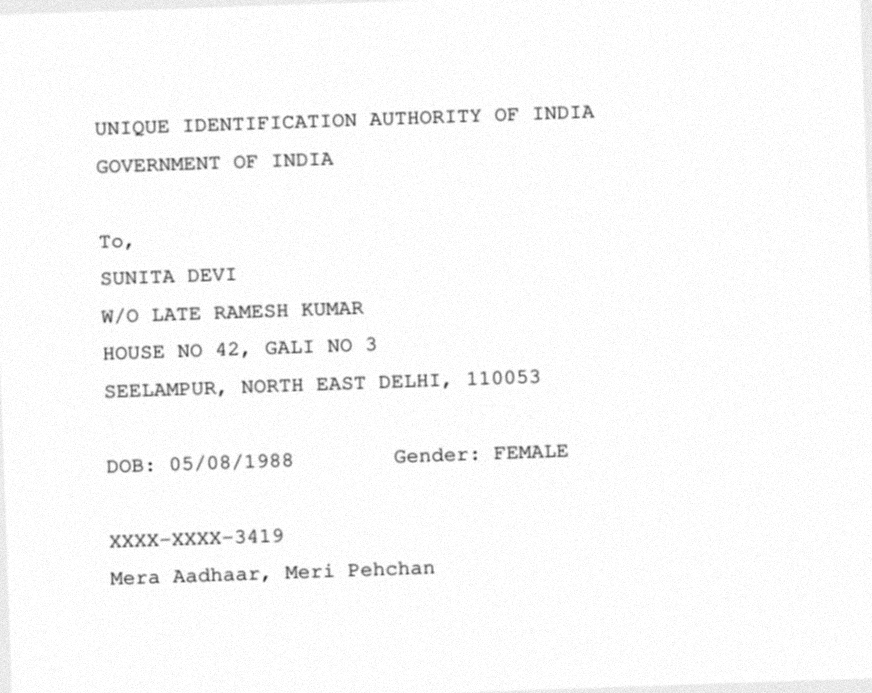 UNIQUE IDENTIFICATION AUTHORITY OF INDIA
GOVERNMENT OF INDIA
To,
SUNITA DEVI
W/O LATE RAMESH KUMAR
HOUSE NO 42, GALI NO 3
SEELAMPUR, NORTH EAST DELHI, 110053
DOB: 05/08/1988 Gender: FEMALE
XXXX-XXXX-3419
Mera Aadhaar, Meri Pehchan